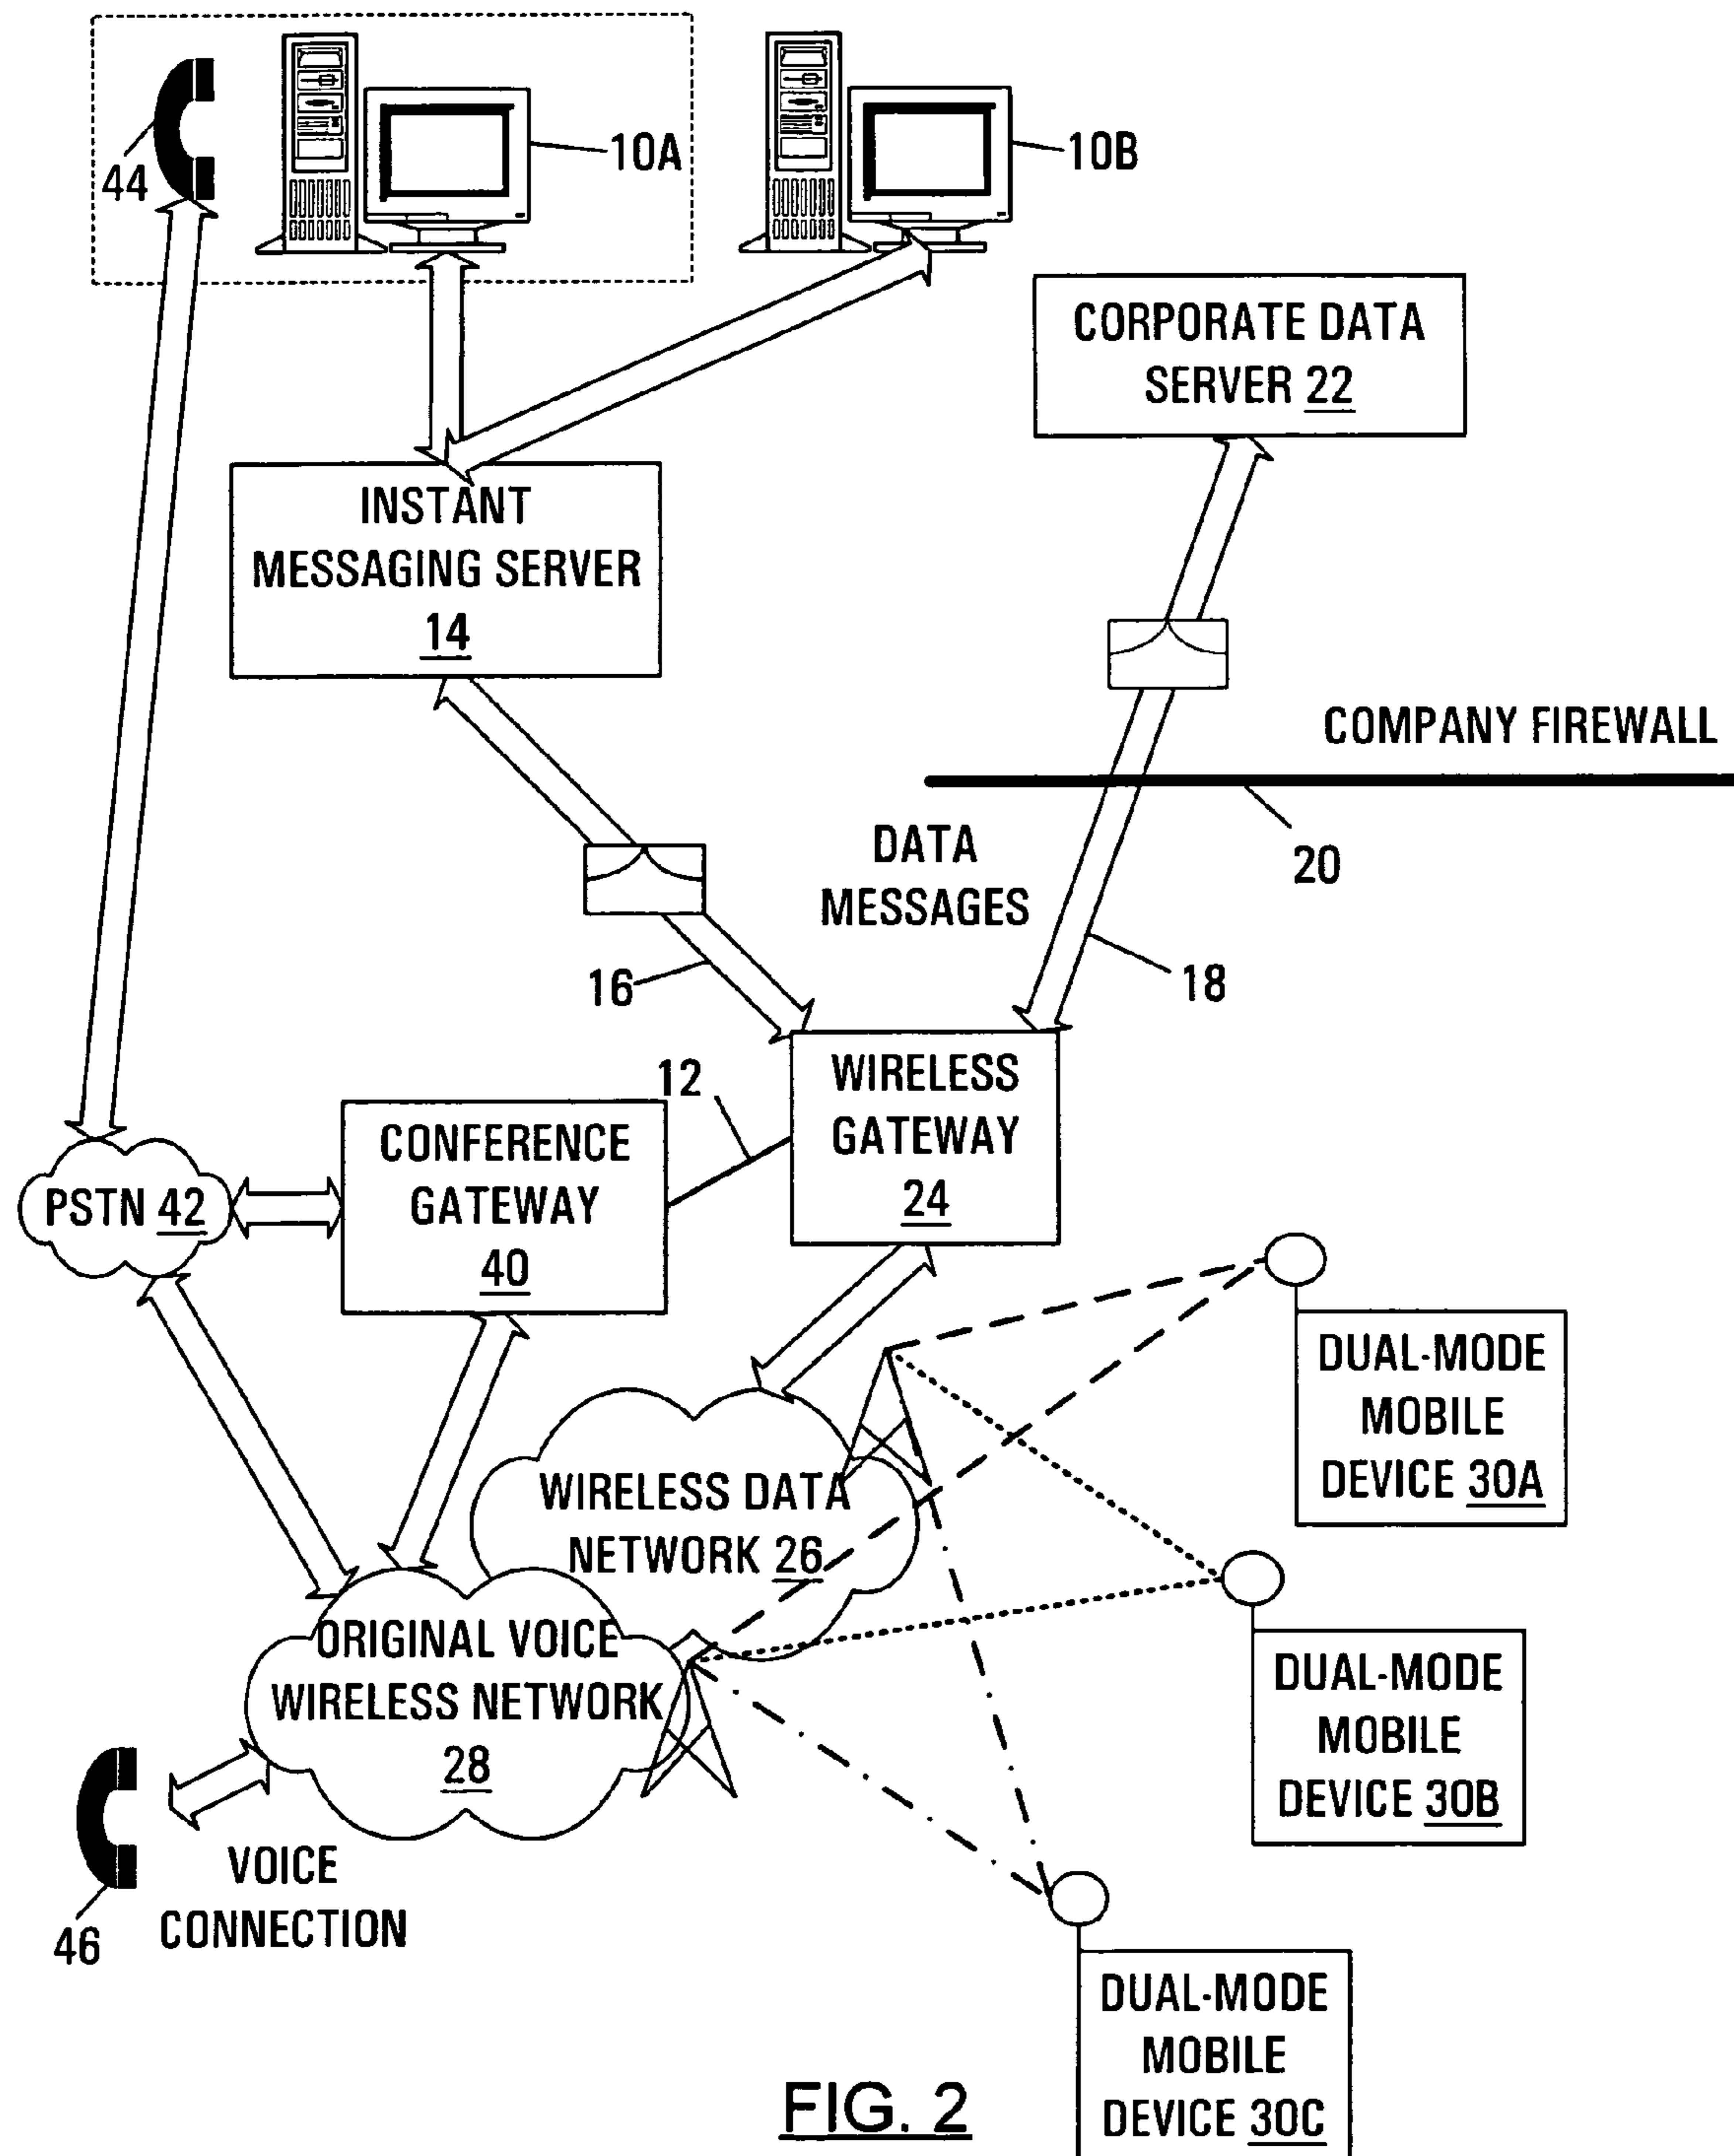 44
10A
10B
CORPORATE DATA
SERVER 22
INSTANT
MESSAGING SERVER
14
COMPANY FIREWALL
20
DATA
MESSAGES
16
18
12
WIRELESS
GATEWAY
24
CONFERENCE
GATEWAY
40
PSTN 42
DUAL-MODE
MOBILE
DEVICE 30A
WIRELESS DATA
NETWORK 26
ORIGINAL VOICE
WIRELESS NETWORK
28
DUAL-MODE
MOBILE
DEVICE 30B
46
VOICE
CONNECTION
DUAL-MODE
MOBILE
DEVICE 30C
FIG. 2